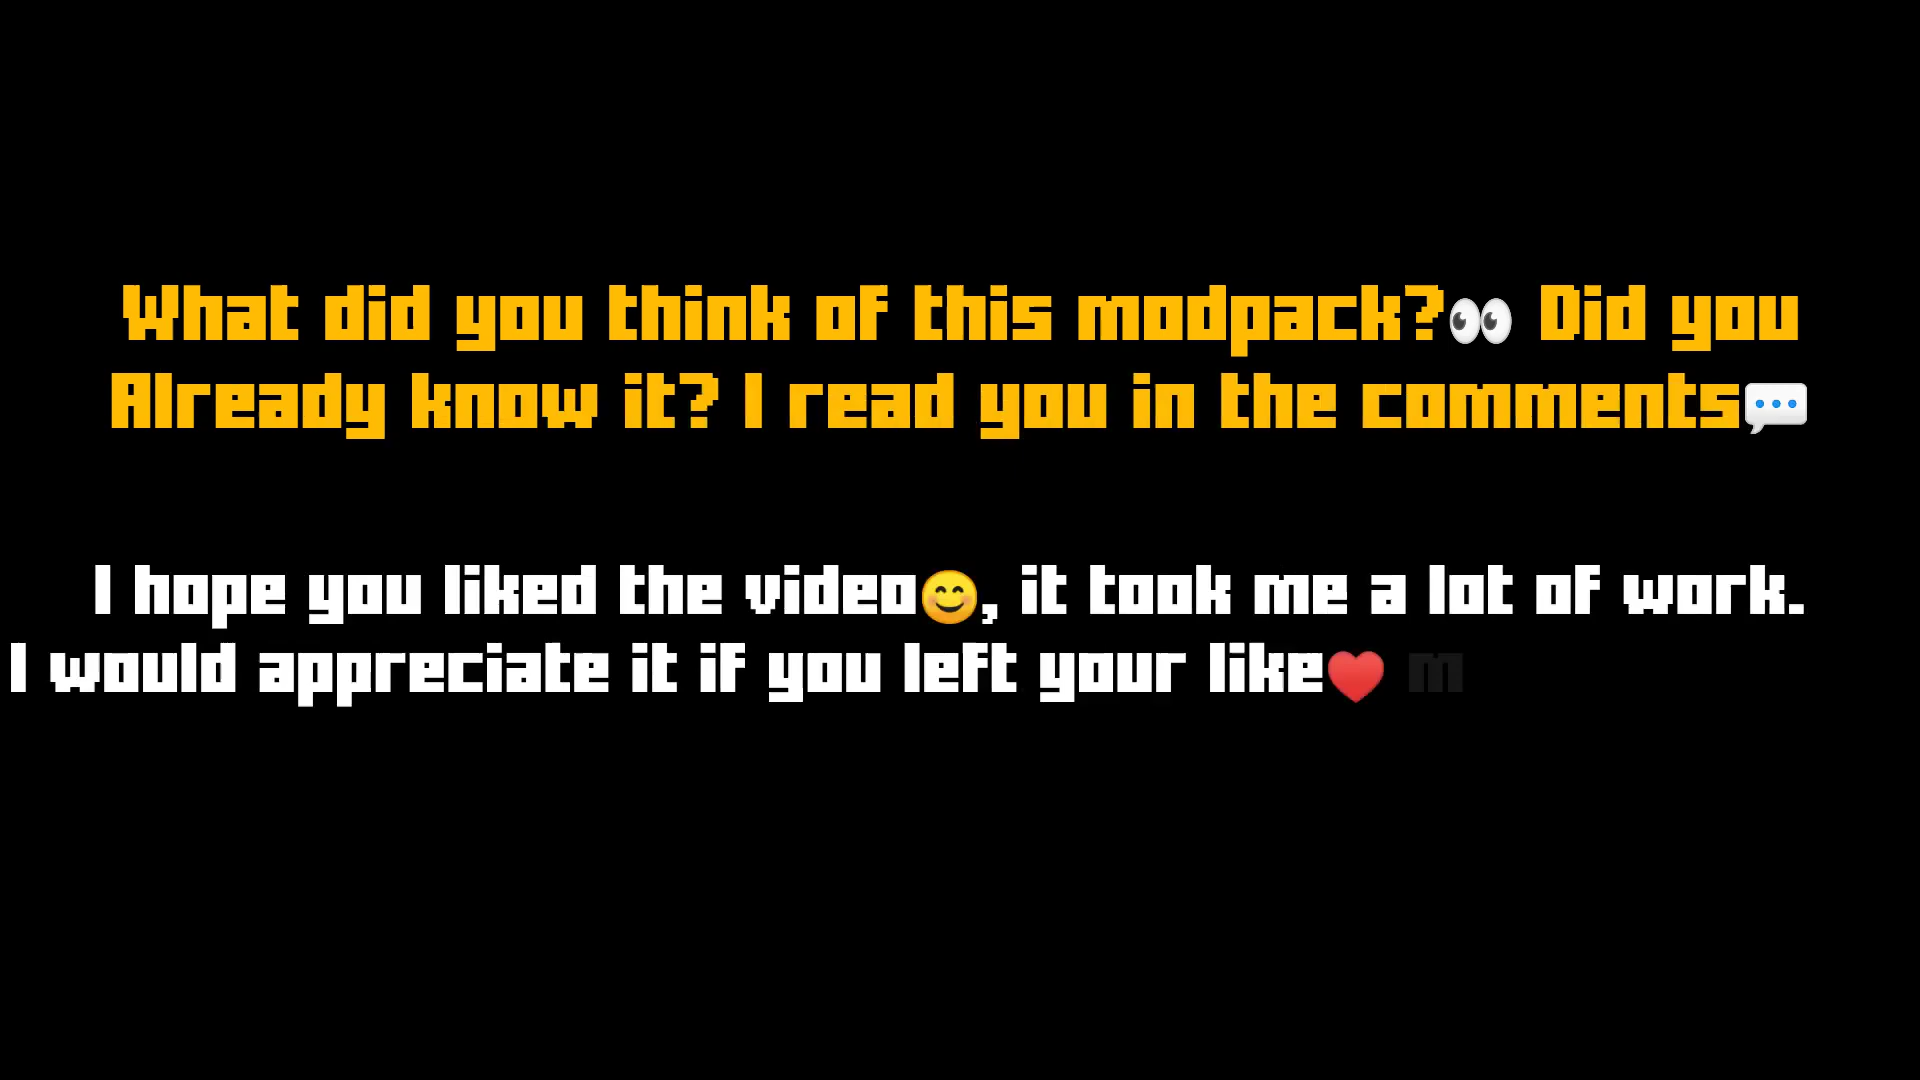 What did you think of this modpack?👀 Did you
Already know it? I read you in the comments💬
I hope you liked the video😊, it took me a lot of work.
I would appreciate it if you left your like❤️ m